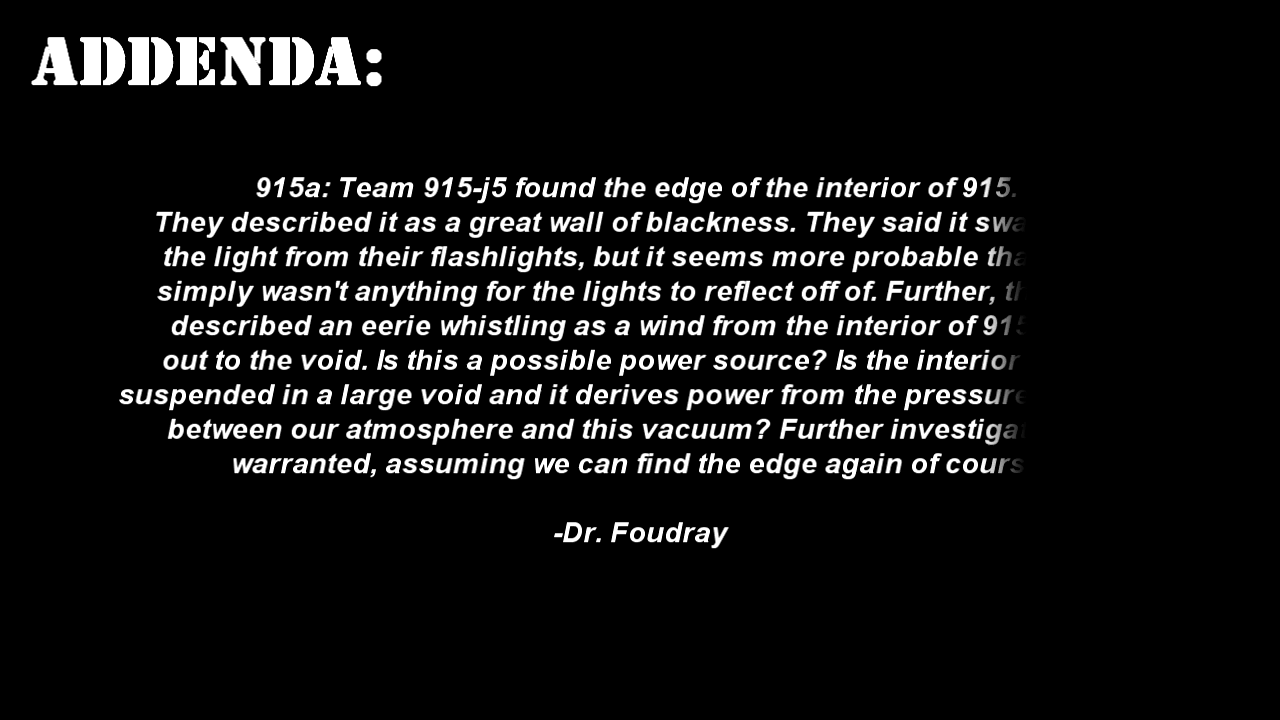 ADDENDA:
915a: Team 915-j5 found the edge of the interior of 915.
They described it as a great wall of blackness. They said it
the light from their flashlights, but it seems more probable
simply wasn't anything for the lights to reflect off of. Further,
described an eerie whistling as a wind from the interior of 915
out to the void. Is this a possible power source? Is the interior
suspended in a large void and it derives power from the pressure
between our atmosphere and this vacuum? Further
warranted, assuming we can find the edge again of
-Dr. Foudray